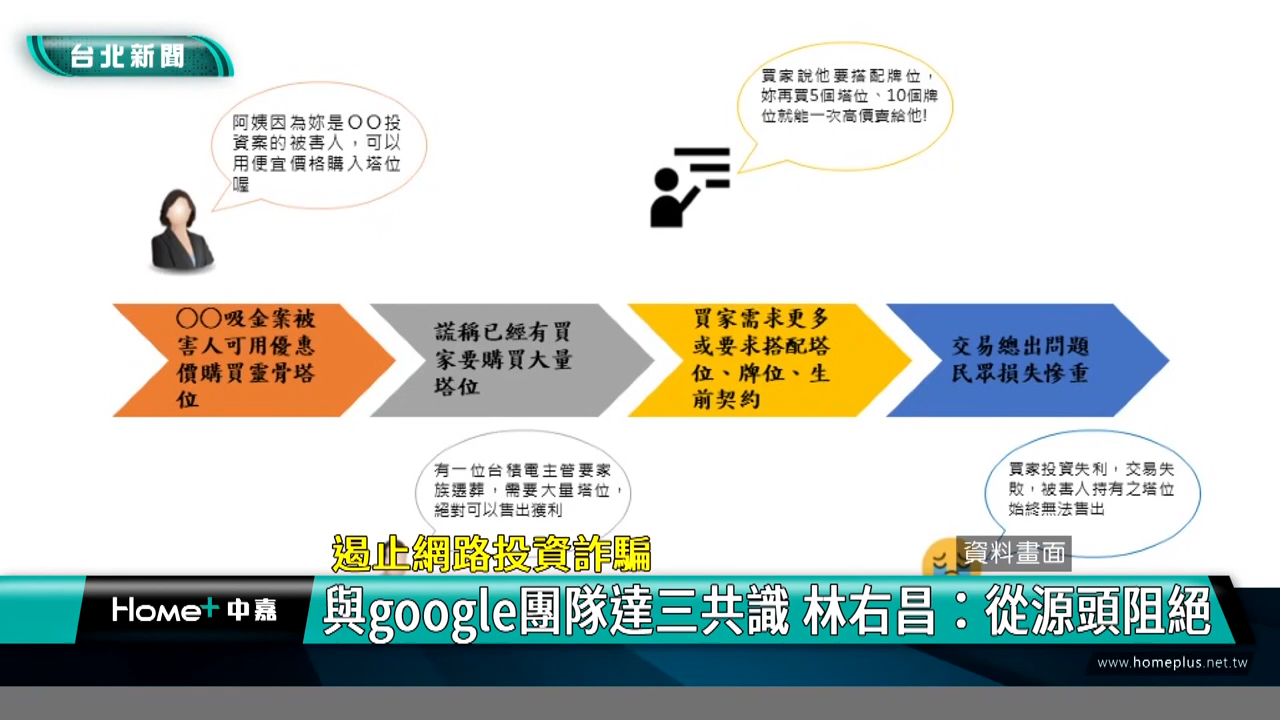 台北新聞
阿姨因為妳是〇〇投
資案的被害人，可以
用便宜價格購入塔位
喔
買家說他要搭配牌位，
妳再買5個塔位、10個牌
位就能一次高價賣給他!
〇〇吸金案被
害人可用優惠
價購買靈骨塔
位
謊稱已經有買
家要購買大量
塔位
買家需求更多
或要求搭配塔
位、牌位、生
前契約
交易總出問題
民眾損失慘重
有一位台積電主管要家
族遷葬，需要大量塔位，
絕對可以售出獲利
買家投資失利，交易失
敗，被害人持有之塔位
始終無法售出
資料畫面
遏止網路投資詐騙
Home+中嘉
與google團隊達三共識 林右昌：從源頭阻絕
www.homeplus.net.tw